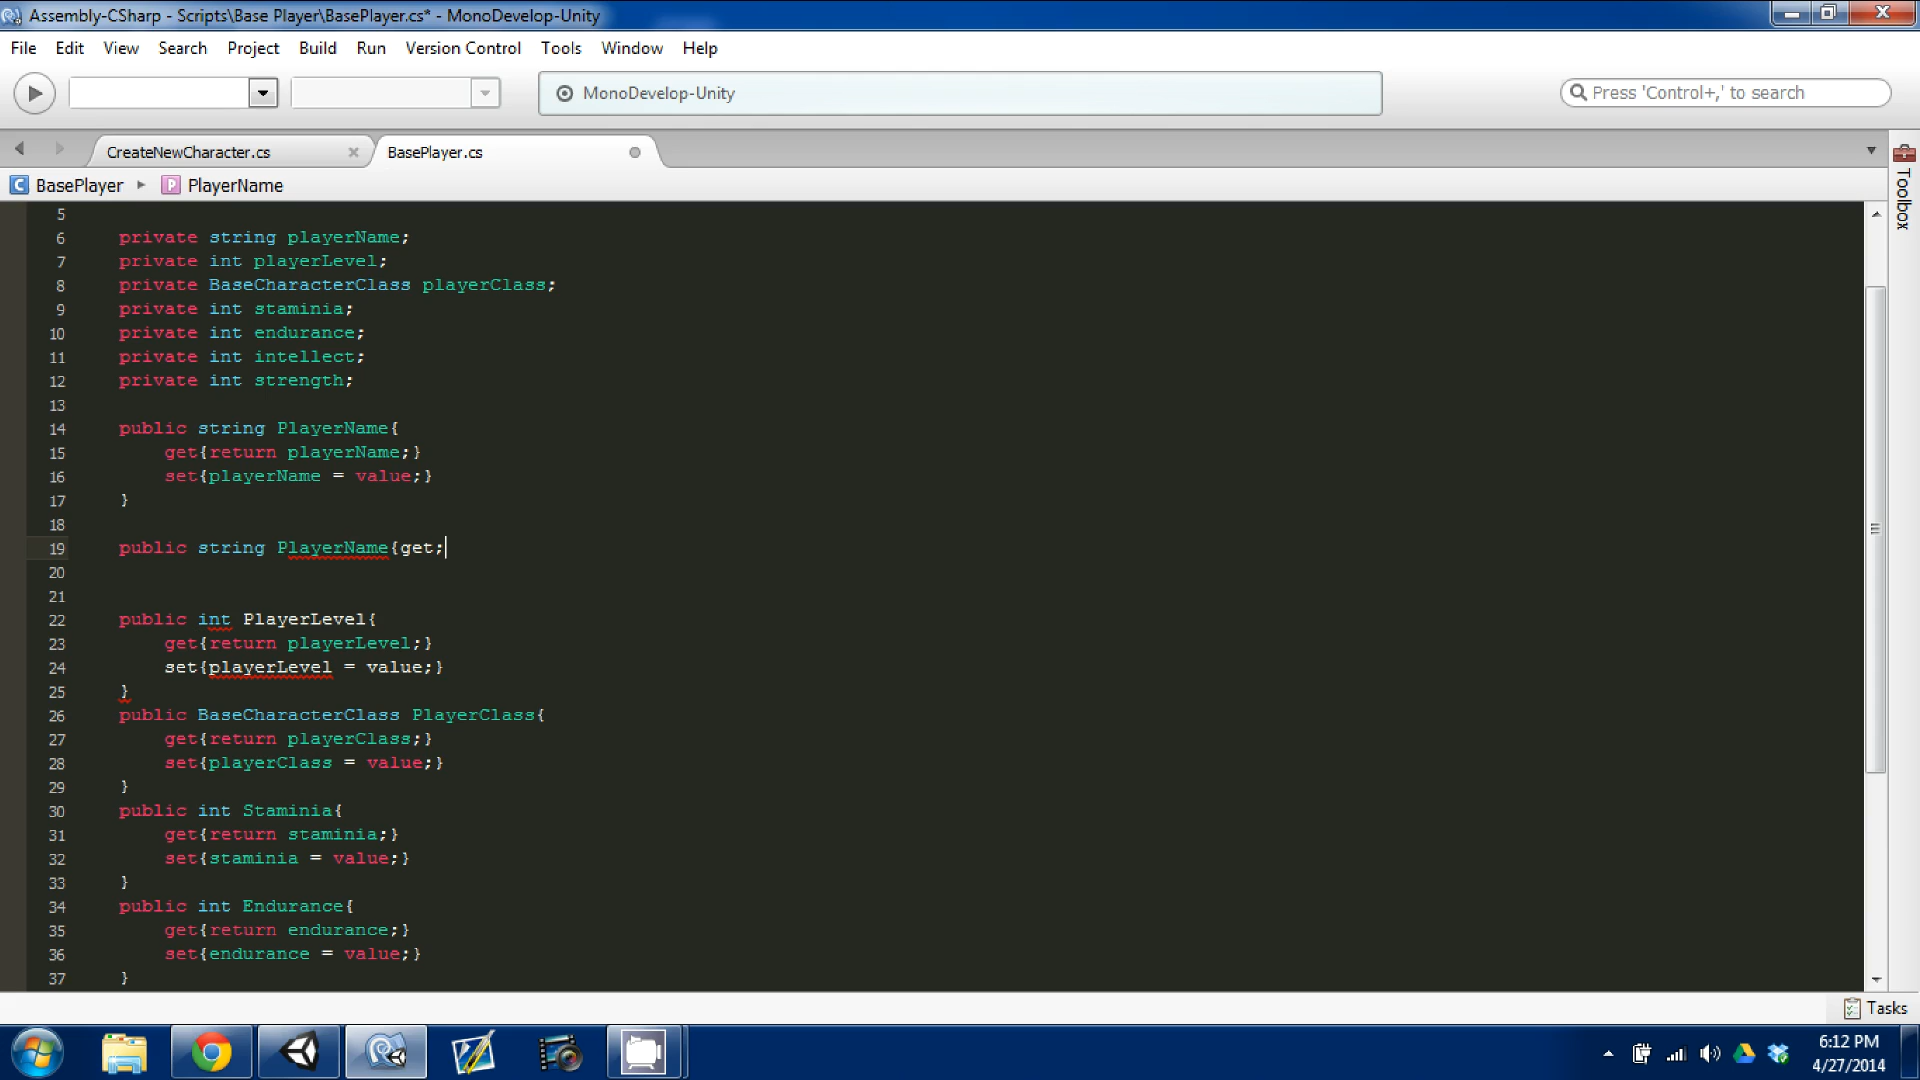 Assembly-CSharp - Scripts\Base Player\BasePlayer.cs* - MonoDevelop-Unity
File Edit View Search Project Build Run Version Control Tools Window Help
MonoDevelop-Unity
Press 'Control+,' to search
CreateNewCharacter.cs
BasePlayer.cs
Toolbox
BasePlayer
PlayerName
5
6 private string playerName;
7 private int playerLevel;
8 private BaseCharacterClass playerClass;
9 private int staminia;
10 private int endurance;
11 private int intellect;
12 private int strength;
13
14 public string PlayerName{
15 get{return playerName;}
16 set{playerName = value;}
17 }
18
19 public string PlayerName{get;
20
21
22 public int PlayerLevel{
23 get{return playerLevel;}
24 set{playerLevel = value;}
25 }
26 public BaseCharacterClass PlayerClass{
27 get{return playerClass;}
28 set{playerClass = value;}
29 }
30 public int Staminia{
31 get{return staminia;}
32 set{staminia = value;}
33 }
34 public int Endurance{
35 get{return endurance;}
36 set{endurance = value;}
37 }
Tasks
6:12 PM
4/27/2014